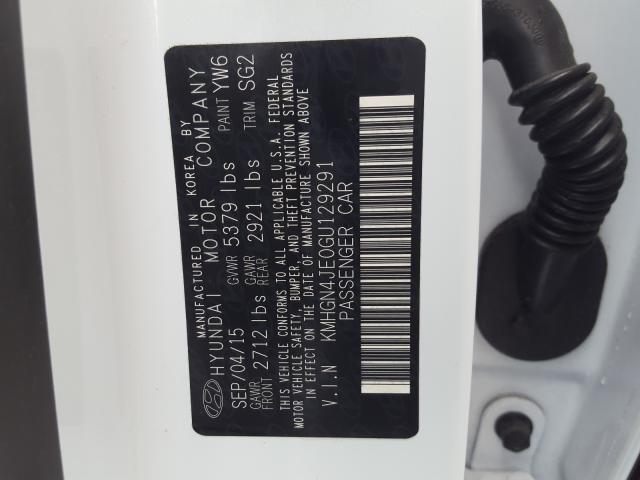 MANUFACTURED IN KOREA BY
HYUNDAI MOTOR COMPANY
SEP/04/15 GVWR 5379 lbs PAINT YW6
GAWR FRONT 2712 lbs GAWR REAR 2921 lbs TRIM SG2
THIS VEHICLE CONFORMS TO ALL APPLICABLE U.S.A. FEDERAL
MOTOR VEHICLE SAFETY, BUMPER, AND THEFT PREVENTION STANDARDS
IN EFFECT ON THE DATE OF MANUFACTURE SHOWN ABOVE
V.I.N KMHGN4JE0GU129291
PASSENGER CAR